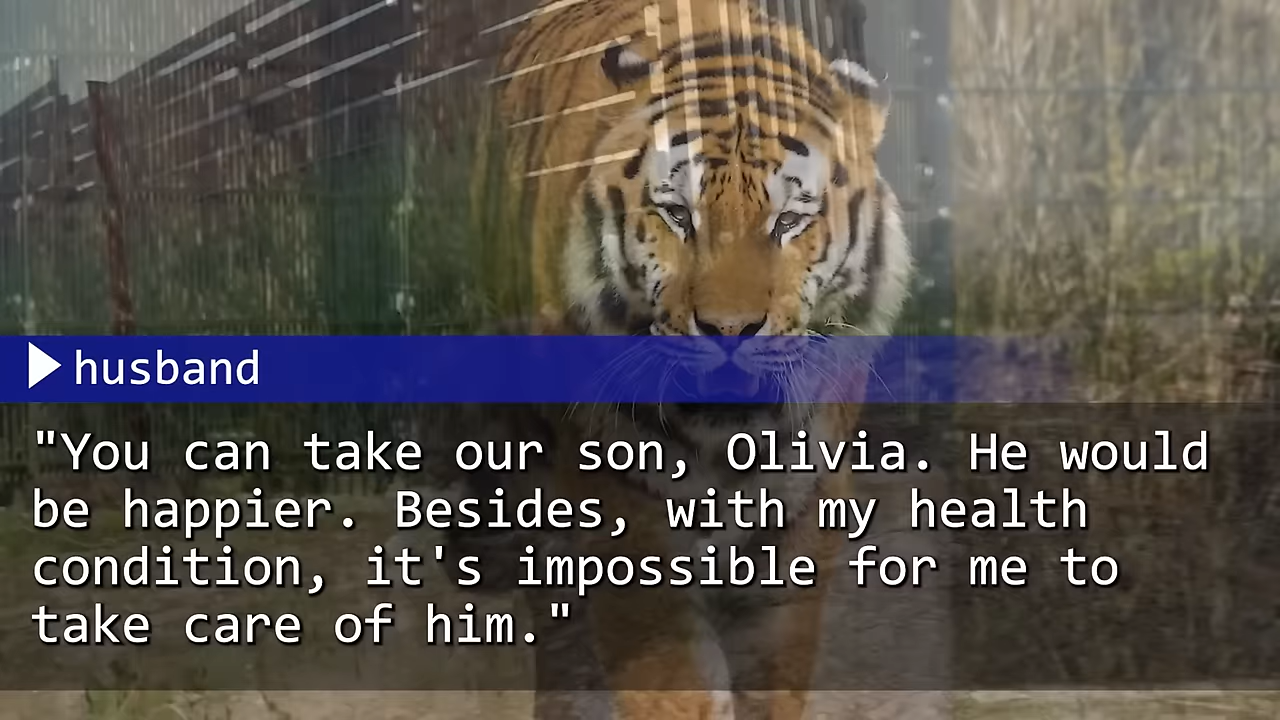 husband
"You can take our son, Olivia. He would
be happier. Besides, with my health
condition, it's impossible for me to
take care of him."